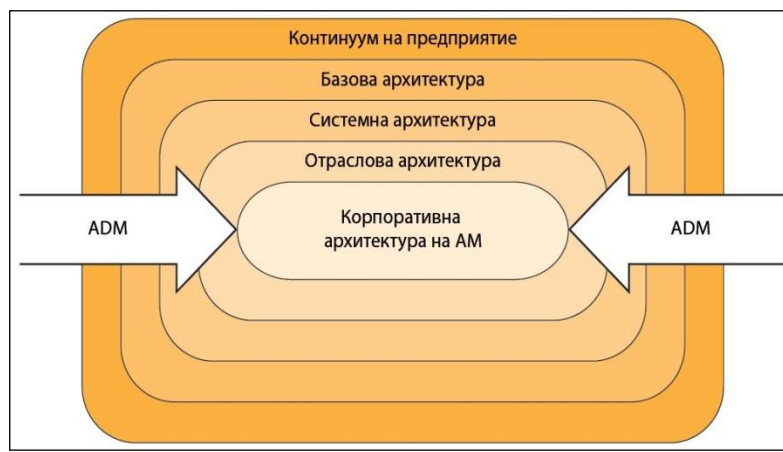 Континуум на предприятие
Базова архитектура
Системна архитектура
Отраслова архитектура
Корпоративна
архитектура на АМ
ADM
ADM